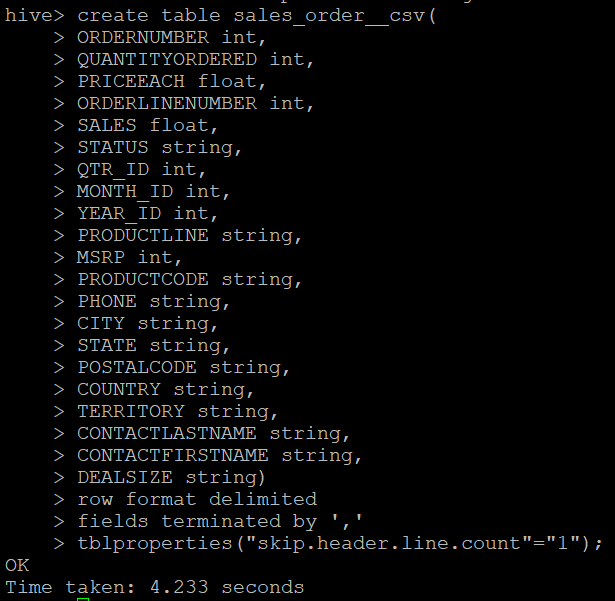 hive> create table sales_order__csv(
    > ORDERNUMBER int,
    > QUANTITYORDERED int,
    > PRICEEACH float,
    > ORDERLINENUMBER int,
    > SALES float,
    > STATUS string,
    > QTR_ID int,
    > MONTH_ID int,
    > YEAR_ID int,
    > PRODUCTLINE string,
    > MSRP int,
    > PRODUCTCODE string,
    > PHONE string,
    > CITY string,
    > STATE string,
    > POSTALCODE string,
    > COUNTRY string,
    > TERRITORY string,
    > CONTACTLASTNAME string,
    > CONTACTFIRSTNAME string,
    > DEALSIZE string)
    > row format delimited
    > fields terminated by ','
    > tblproperties("skip.header.line.count"="1");
OK
Time taken: 4.233 seconds